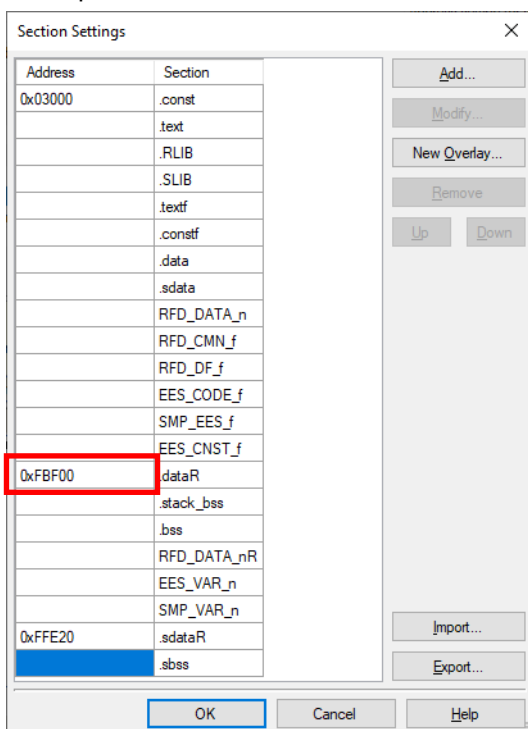 Section Settings
Address Section
0x03000 .const
.text
.RLIB
.SLIB
.textf
.constf
.data
.sdata
RFD_DATA_n
RFD_CMN_f
RFD_DF_f
EES_CODE_f
SMP_EES_f
EES_CNST_f
0xFBF00 .dataR
.stack_bss
.bss
RFD_DATA_nR
EES_VAR_n
SMP_VAR_n
0xFFE20 .sdataR
.sbss
Add...
Modify...
New Overlay...
Remove
Up Down
Import...
Export...
OK Cancel Help